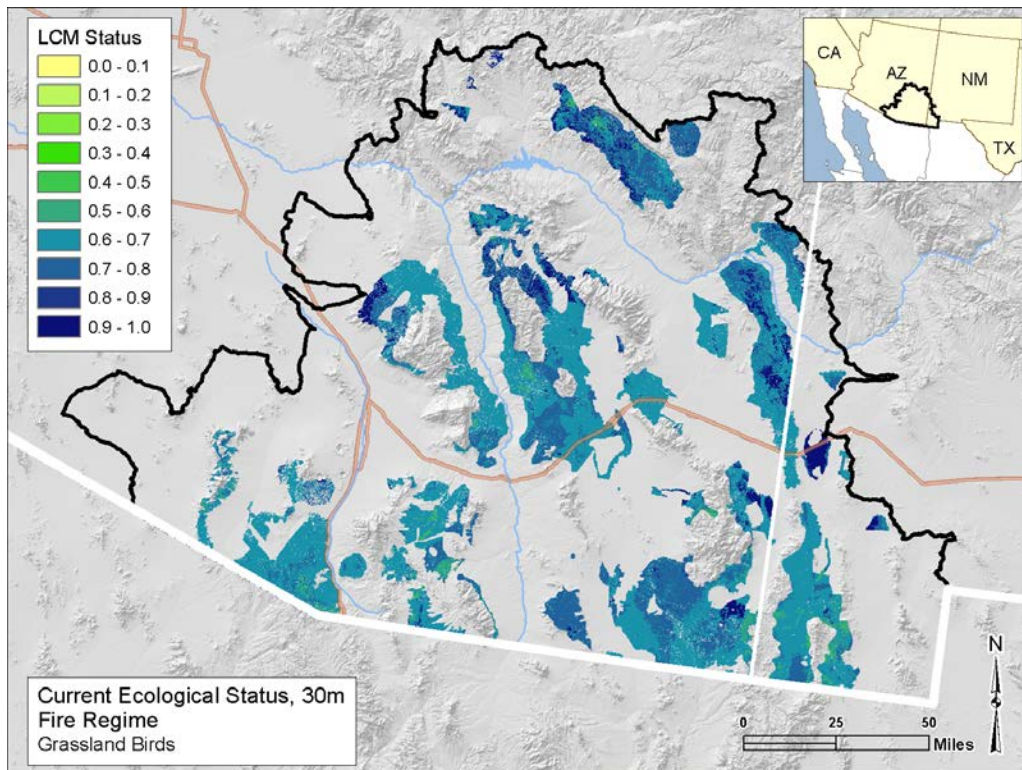 LCM Status
0.0 - 0.1
0.1 - 0.2
0.2 - 0.3
0.3 - 0.4
0.4 - 0.5
0.5 - 0.6
0.6 - 0.7
0.7 - 0.8
0.8 - 0.9
0.9 - 1.0
CA
AZ
NM
TX
Current Ecological Status, 30m
Fire Regime
Grassland Birds
N
0 25 50
Miles